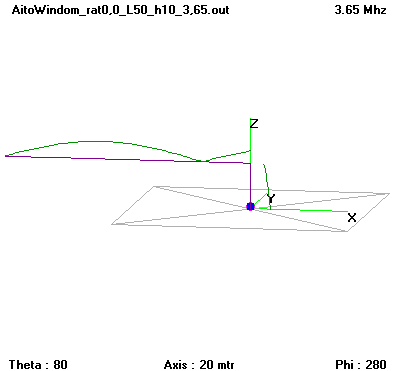 AitoWindom_rat0,0_L50_h10_3,65.out 3.65 Mhz
Z
Y
X
Theta : 80 Axis : 20 mtr Phi : 280